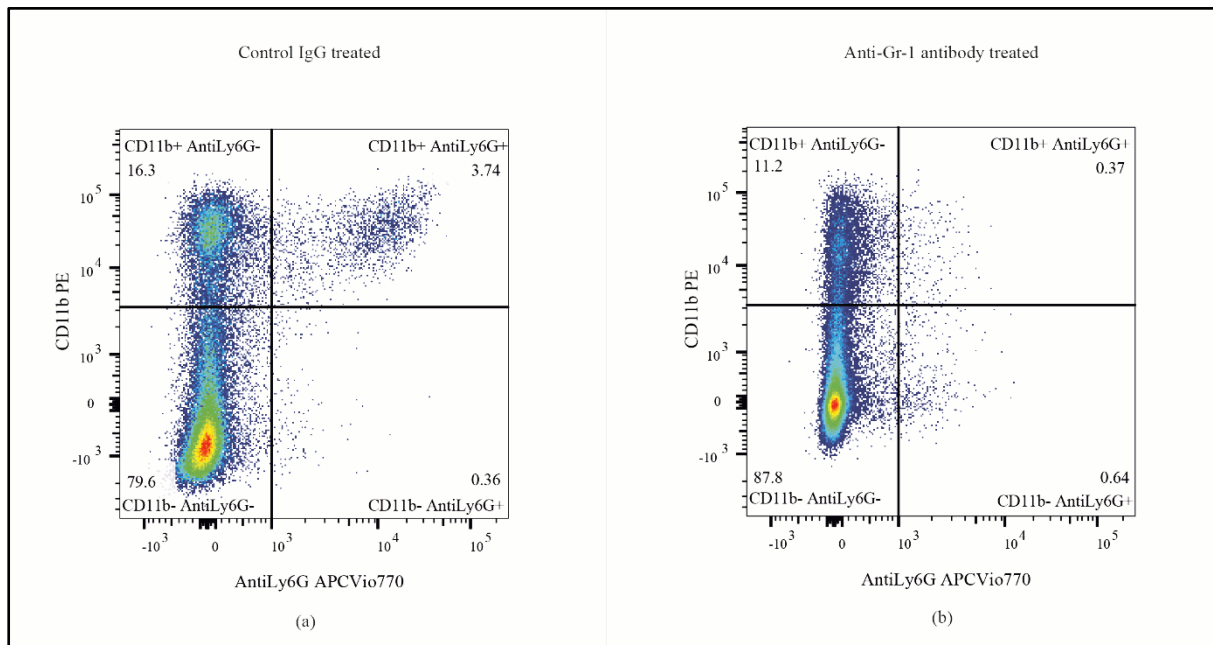 Control IgG treated
Anti-Gr-1 antibody treated
CD11b+ AntiLy6G-
16.3
CD11b+ AntiLy6G+
3.74
10^5
10^4
10^3
0
-10^3
CD11b PE
79.6
CD11b- AntiLy6G-
0.36
CD11b- AntiLy6G+
-10^3
0
10^3
10^4
10^5
AntiLy6G APCVio770
(a)
CD11b+ AntiLy6G-
11.2
CD11b+ AntiLy6G+
0.37
10^5
10^4
10^3
0
-10^3
CD11b PE
87.8
CD11b- AntiLy6G-
0.64
CD11b- AntiLy6G+
-10^3
0
10^3
10^4
10^5
AntiLy6G APCVio770
(b)